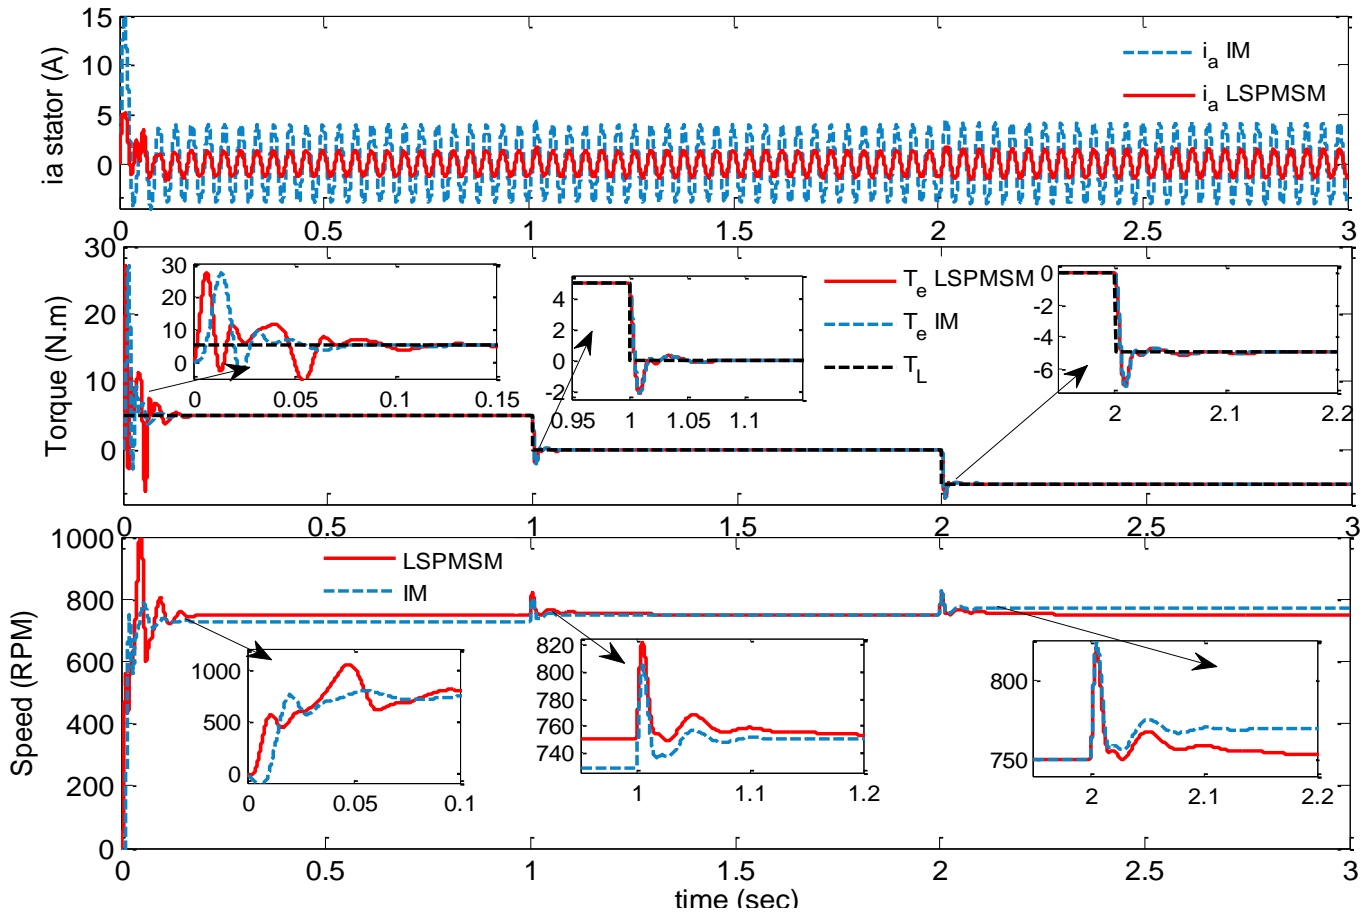 15
10
5
0
ia stator (A)
i_a IM
i_a LSPMSM
0 0.5 1 1.5 2 2.5 3
30
20
10
0
Torque (N.m)
30
20
10
0
0 0.05 0.1 0.15
4
2
0
-2
0.95 1 1.05 1.1
T_e LSPMSM
T_e IM
T_L
0
-2
-4
-6
2 2.1 2.2
0 0.5 1 1.5 2 2.5 3
1000
800
600
400
200
0
Speed (RPM)
LSPMSM
IM
1000
500
0
0 0.05 0.1
820
800
780
760
740
1 1.1 1.2
800
750
2 2.1 2.2
0 0.5 1 1.5 2 2.5 3
time (sec)